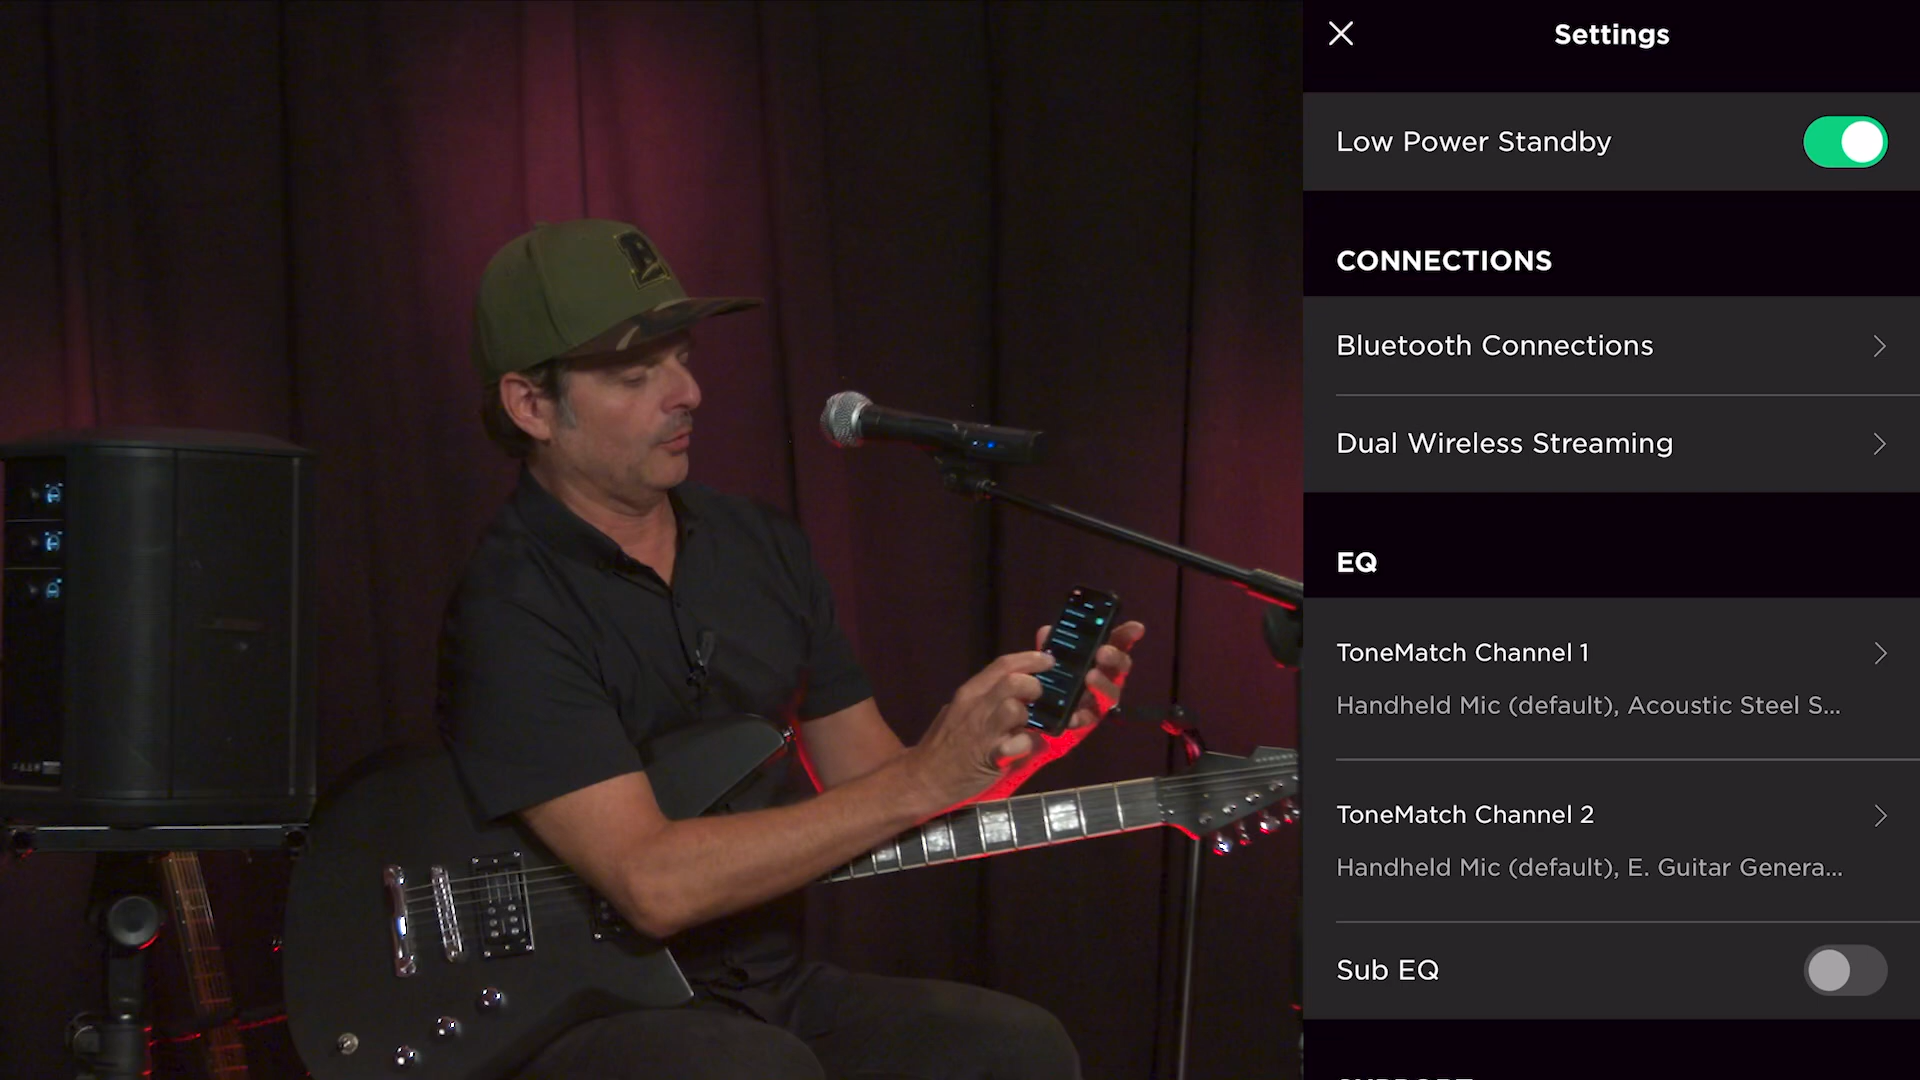 Settings
Low Power Standby
CONNECTIONS
Bluetooth Connections
Dual Wireless Streaming
EQ
ToneMatch Channel 1
Handheld Mic (default), Acoustic Steel S...
ToneMatch Channel 2
Handheld Mic (default), E. Guitar Genera...
Sub EQ